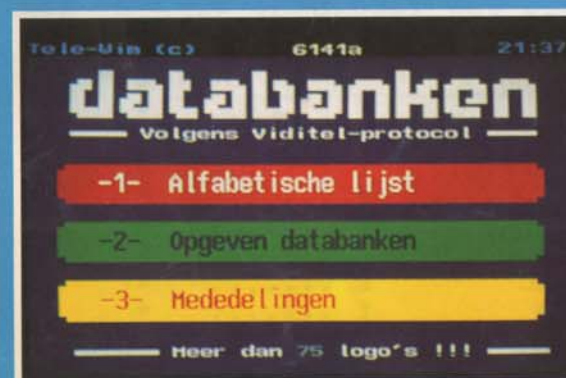 Tele-Wim (c) 6141a 21:37
databanken
Volgens Viditel-protocol
-1- Alfabetische lijst
-2- Opgeven databanken
-3- Mededelingen
Meer dan 75 logo's !!!